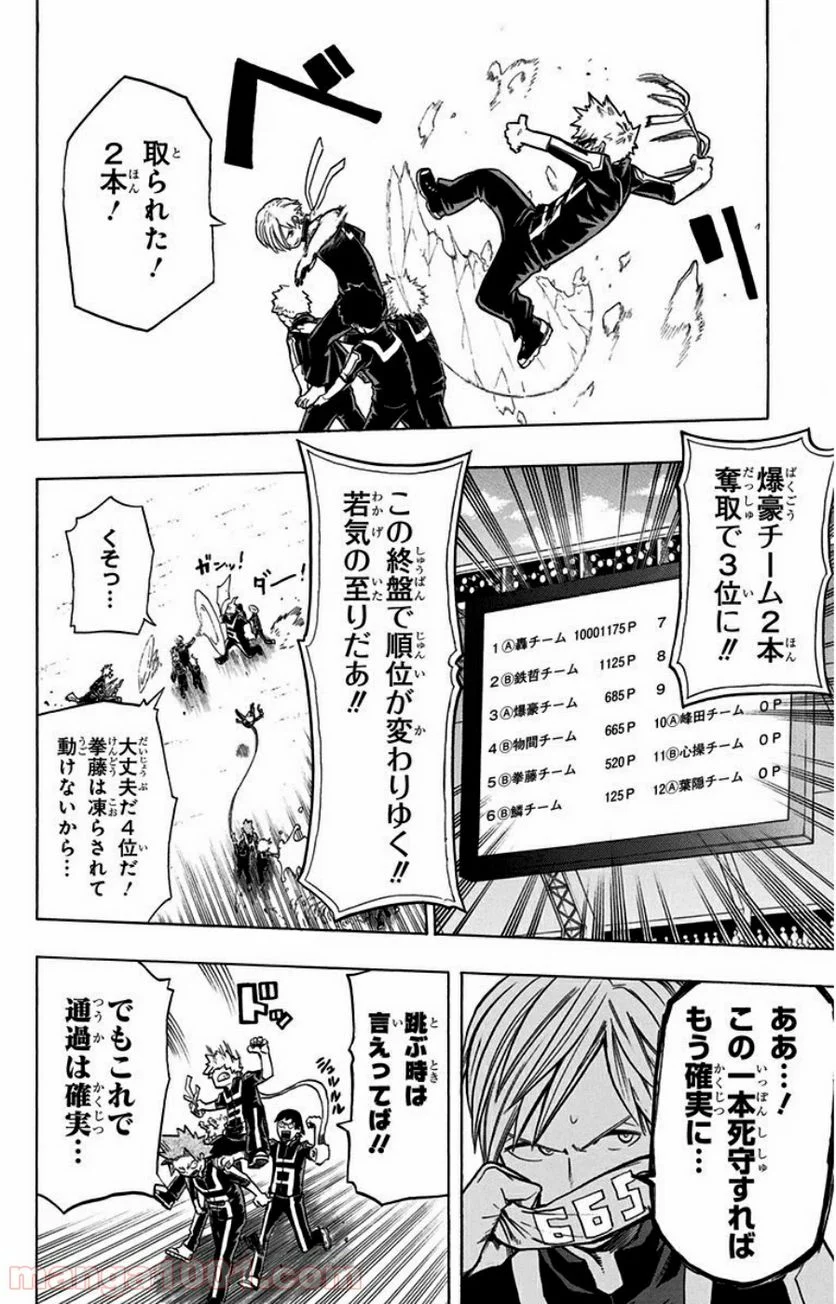 バッ
取られた!
2本!
爆豪チーム2本
奪取で3位に!!
1Ⓐ轟チーム 10001175P
2Ⓑ鉄哲チーム 1125P
3Ⓐ爆豪チーム 685P
4Ⓑ物間チーム 665P
5Ⓑ拳藤チーム 520P
6Ⓑ鱗チーム 125P
7
8
9
10Ⓐ峰田チーム 0P
11Ⓑ心操チーム 0P
12Ⓐ葉隠チーム 0P
この終盤で順位が変わりゆく!!
若気の至りだあ!!
くそっ…
ガンッ!
ダー!
大丈夫だ4位だ!
拳藤は凍らされて
動けないから…
ああ…!
この一本死守すれば
もう確実に…
665
跳ぶ時は
言えってば!!
ドッ
でもこれで
通過は確実…